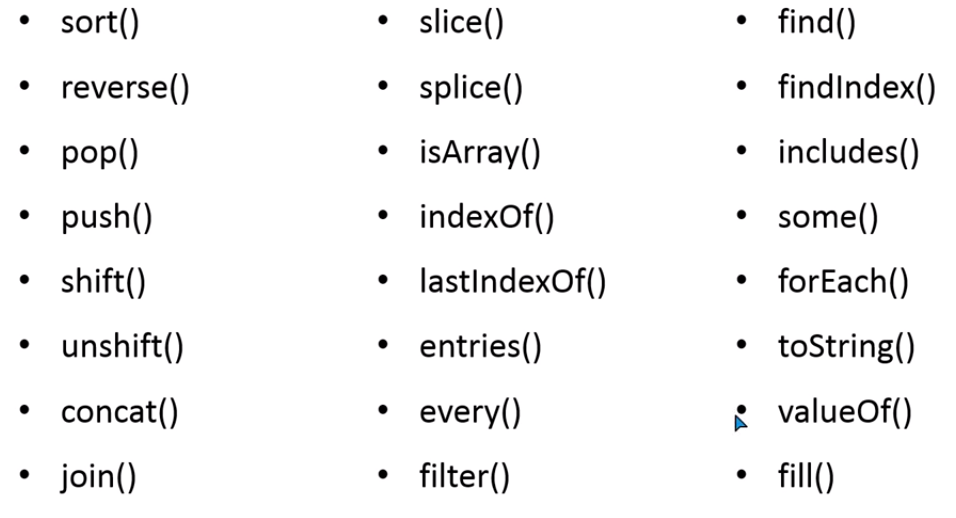 • sort()
• reverse()
• pop()
• push()
• shift()
• unshift()
• concat()
• join()
• slice()
• splice()
• isArray()
• indexOf()
• lastIndexOf()
• entries()
• every()
• filter()
• find()
• findIndex()
• includes()
• some()
• forEach()
• toString()
• valueOf()
• fill()